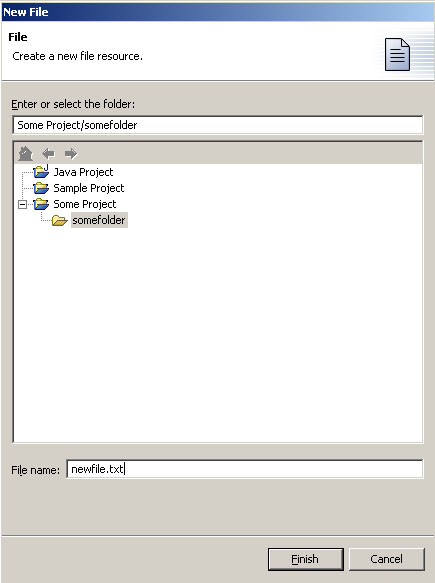 New File
File
Create a new file resource.
Enter or select the folder:
Some Project/somefolder
Java Project
Sample Project
Some Project
somefolder
File name: newfile.txt
Finish Cancel